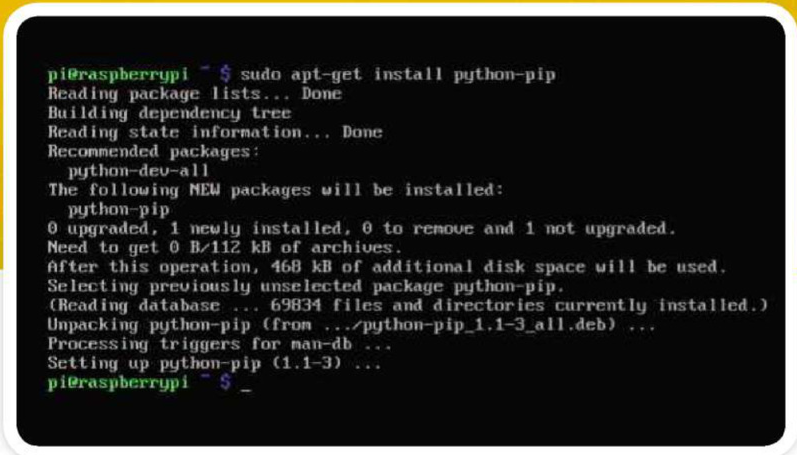 pi@raspberrypi ~ $ sudo apt-get install python-pip
Reading package lists... Done
Building dependency tree
Reading state information... Done
Recommended packages:
  python-dev-all
The following NEW packages will be installed:
  python-pip
0 upgraded, 1 newly installed, 0 to remove and 1 not upgraded.
Need to get 0 B/112 kB of archives.
After this operation, 468 kB of additional disk space will be used.
Selecting previously unselected package python-pip.
(Reading database ... 69834 files and directories currently installed.)
Unpacking python-pip (from .../python-pip_1.1-3_all.deb) ...
Processing triggers for man-db ...
Setting up python-pip (1.1-3) ...
pi@raspberrypi ~ $ _